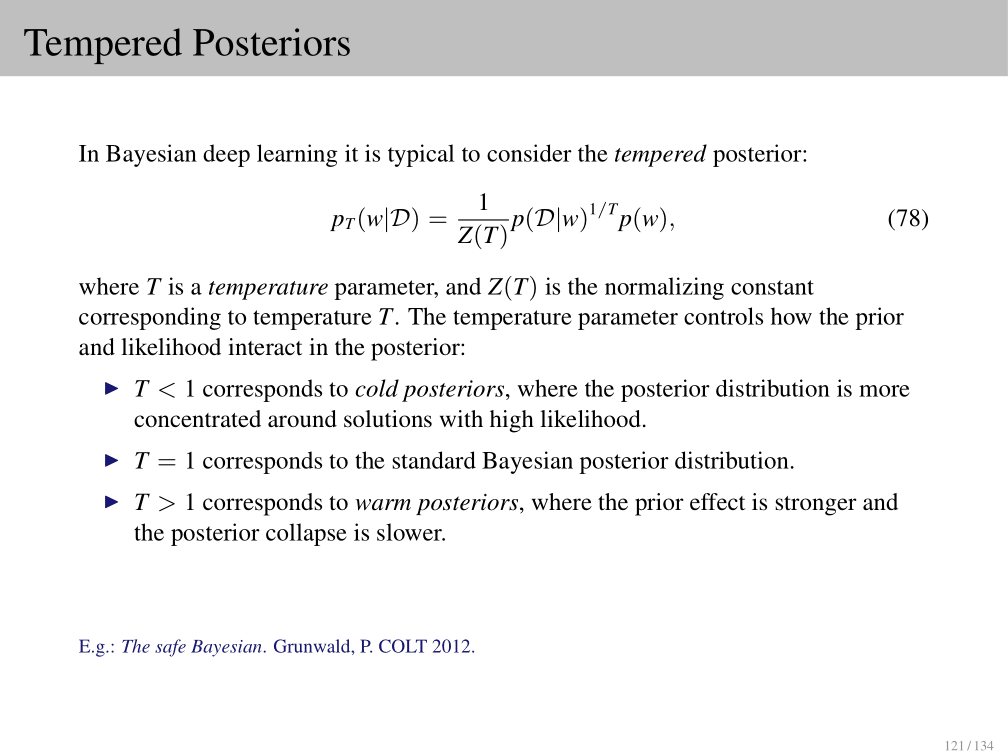 Tempered Posteriors
In Bayesian deep learning it is typical to consider the tempered posterior:
p_T(w|𝒟) = \frac{1}{Z(T)} p(𝒟|w)^{1/T} p(w), (78)
where T is a temperature parameter, and Z(T) is the normalizing constant
corresponding to temperature T. The temperature parameter controls how the prior
and likelihood interact in the posterior:
▶ T < 1 corresponds to cold posteriors, where the posterior distribution is more
concentrated around solutions with high likelihood.
▶ T = 1 corresponds to the standard Bayesian posterior distribution.
▶ T > 1 corresponds to warm posteriors, where the prior effect is stronger and
the posterior collapse is slower.
E.g.: The safe Bayesian. Grunwald, P. COLT 2012.
121 / 134